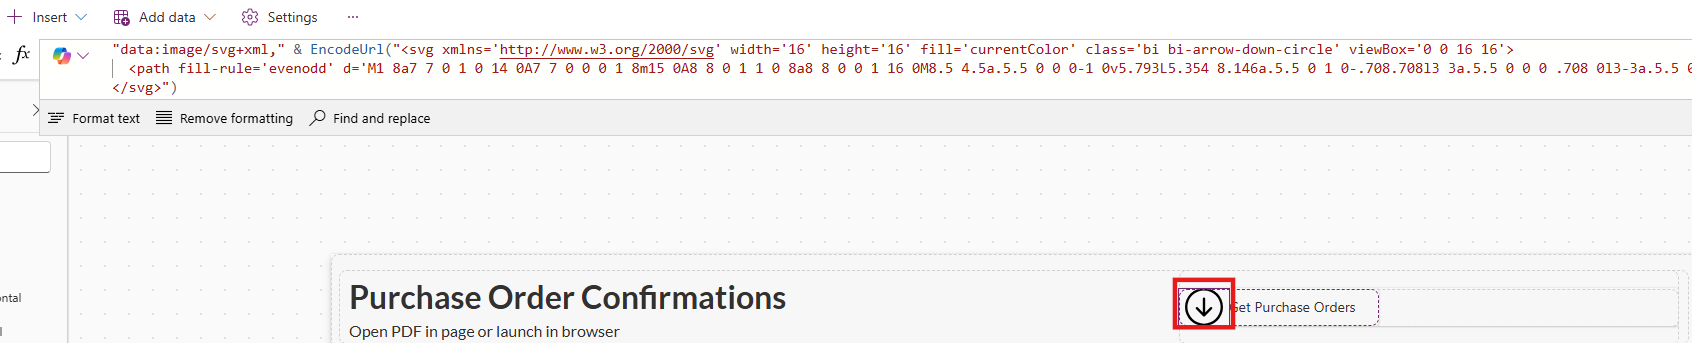 Insert Add data Settings ...
fx "data:image/svg+xml," & EncodeUrl("<svg xmlns='http://www.w3.org/2000/svg' width='16' height='16' fill='currentColor' class='bi bi-arrow-down-circle' viewBox='0 0 16 16'>
<path fill-rule='evenodd' d='M1 8a7 7 0 1 0 14 0A7 7 0 0 0 1 8m15 0A8 8 0 1 1 0 8a8 8 0 0 1 16 0M8.5 4.5a.5.5 0 0 0-1 0v5.793L5.354 8.146a.5.5 0 1 0-.708.708l3 3a.5.5 0 0 0 .708 0l3-3a.5.5 0
</svg>")
Format text Remove formatting Find and replace
Purchase Order Confirmations
Get Purchase Orders
ontal
Open PDF in page or launch in browser